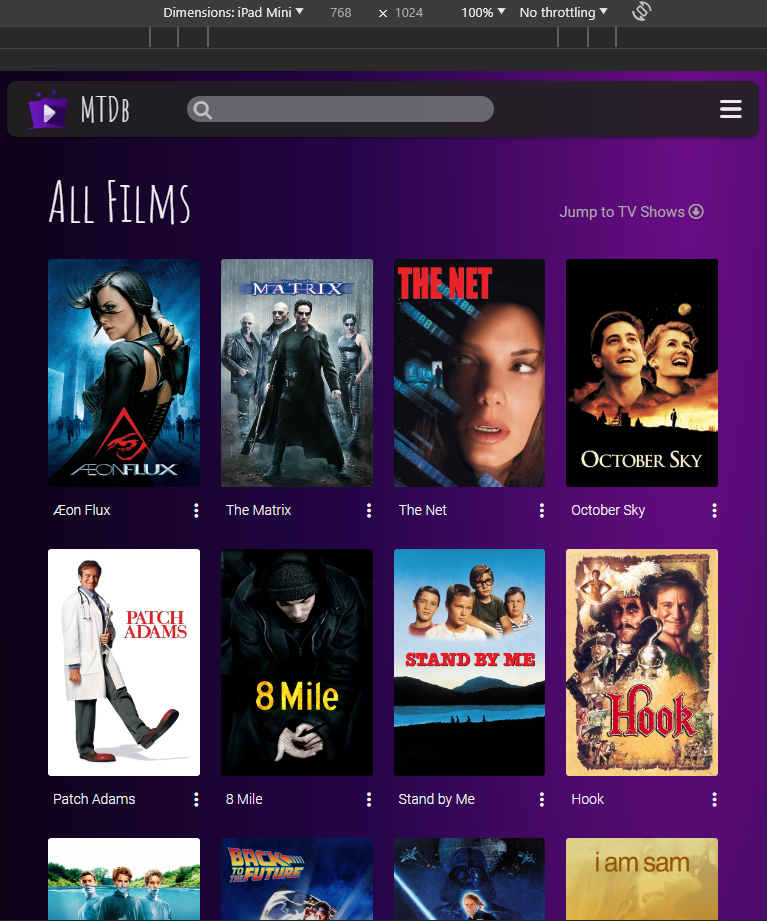 Dimensions: iPad Mini 768 × 1024 100% No throttling
MTDb
All Films
Jump to TV Shows
ÆONFLUX
MATRIX
THE NET
OCTOBER SKY
Æon Flux
The Matrix
The Net
October Sky
PATCH
ADAMS
8 Mile
STAND BY ME
Hook
Patch Adams
8 Mile
Stand by Me
Hook
BACK
TO THE
FUTURE
i am sam